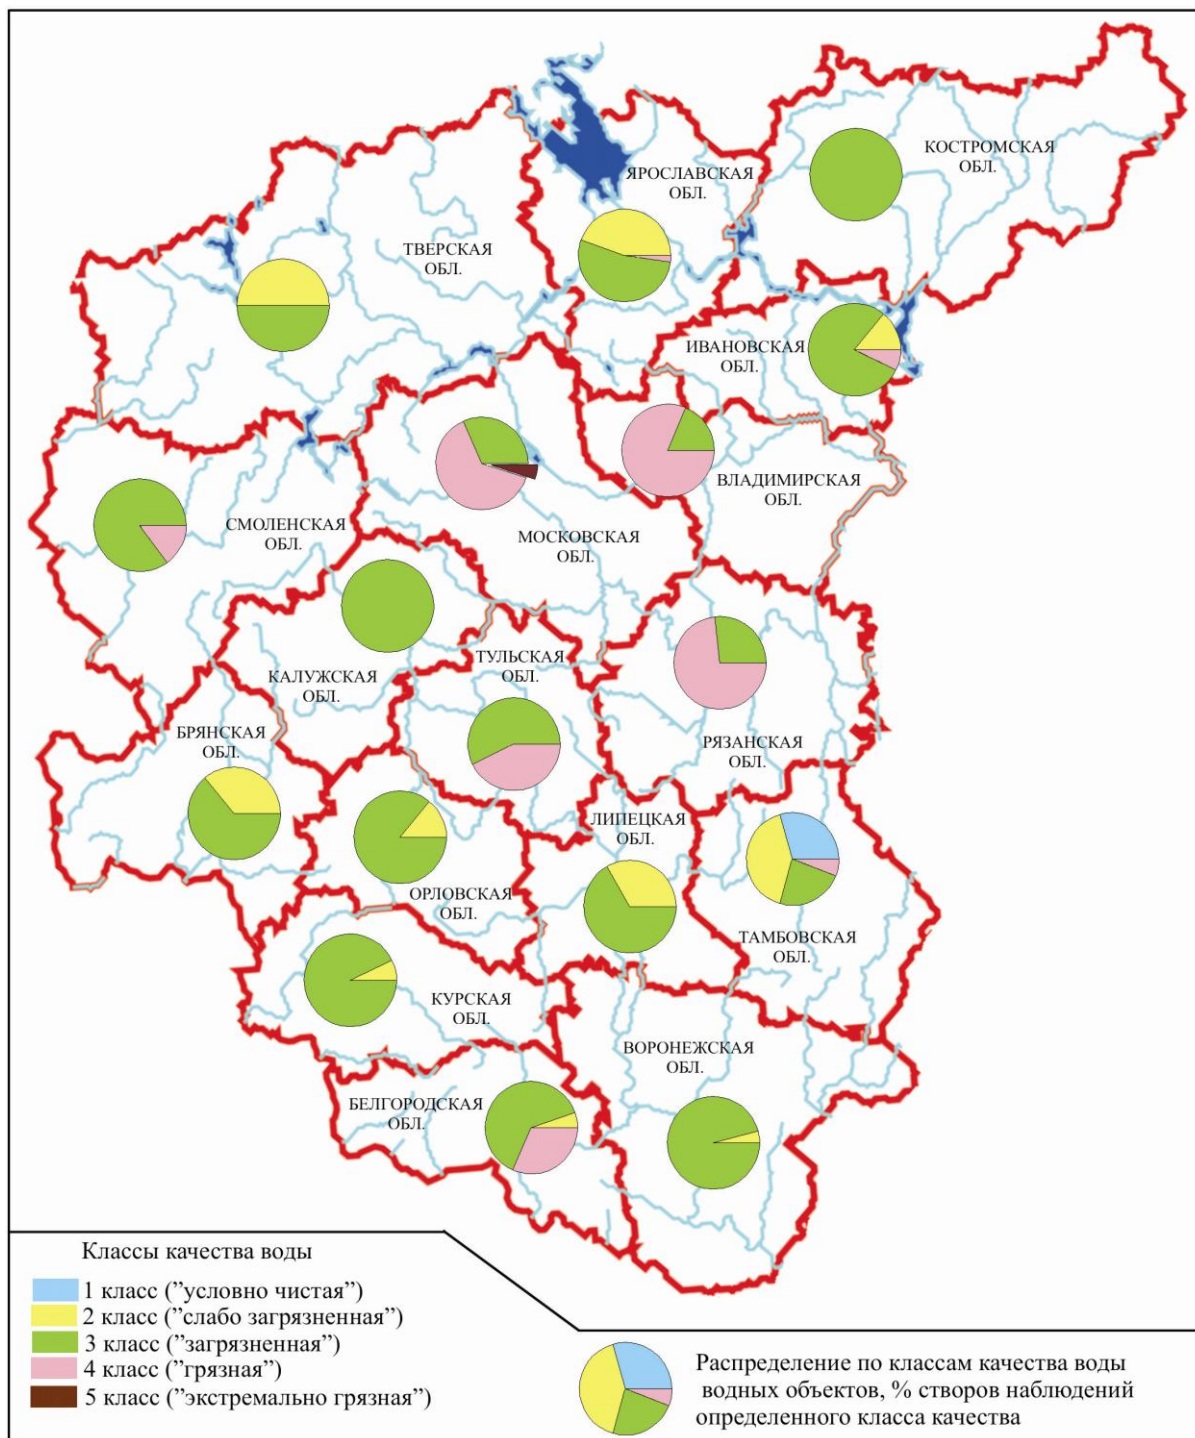 КОСТРОМСКАЯ
ОБЛ.
ЯРОСЛАВСКАЯ
ОБЛ.
ТВЕРСКАЯ
ОБЛ.
ИВАНОВСКАЯ
ОБЛ.
ВЛАДИМИРСКАЯ
ОБЛ.
СМОЛЕНСКАЯ
ОБЛ.
МОСКОВСКАЯ
ОБЛ.
ТУЛЬСКАЯ
ОБЛ.
КАЛУЖСКАЯ
ОБЛ.
БРЯНСКАЯ
ОБЛ.
РЯЗАНСКАЯ
ОБЛ.
ЛИПЕЦКАЯ
ОБЛ.
ОРЛОВСКАЯ
ОБЛ.
ТАМБОВСКАЯ
ОБЛ.
КУРСКАЯ
ОБЛ.
ВОРОНЕЖСКАЯ
ОБЛ.
БЕЛГОРОДСКАЯ
ОБЛ.
Классы качества воды
1 класс (”условно чистая”)
2 класс (”слабо загрязненная”)
3 класс (”загрязненная”)
4 класс (”грязная”)
5 класс (”экстремально грязная”)
Распределение по классам качества воды
водных объектов, % створов наблюдений
определенного класса качества